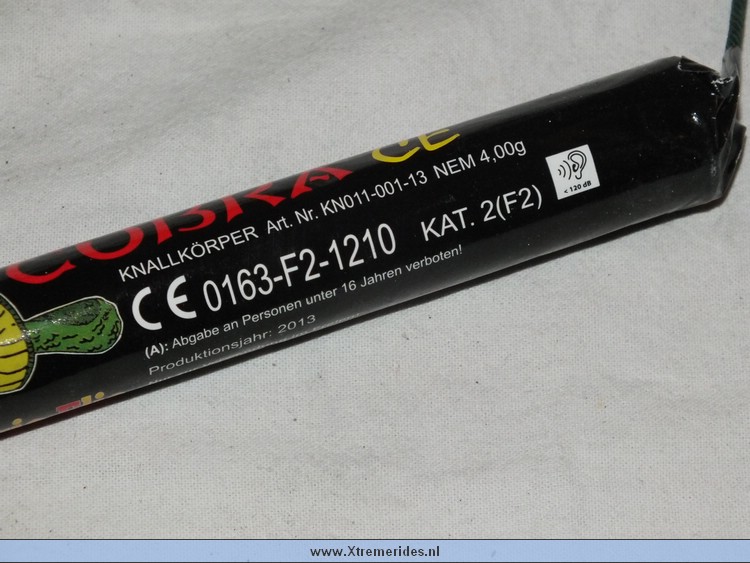 COBRA CE
KNALLKÖRPER Art. Nr. KN011-001-13 NEM 4,00g
CE 0163-F2-1210 KAT. 2(F2)
< 120 dB
(A): Abgabe an Personen unter 16 Jahren verboten!
Produktionsjahr: 2013
www.Xtremerides.nl